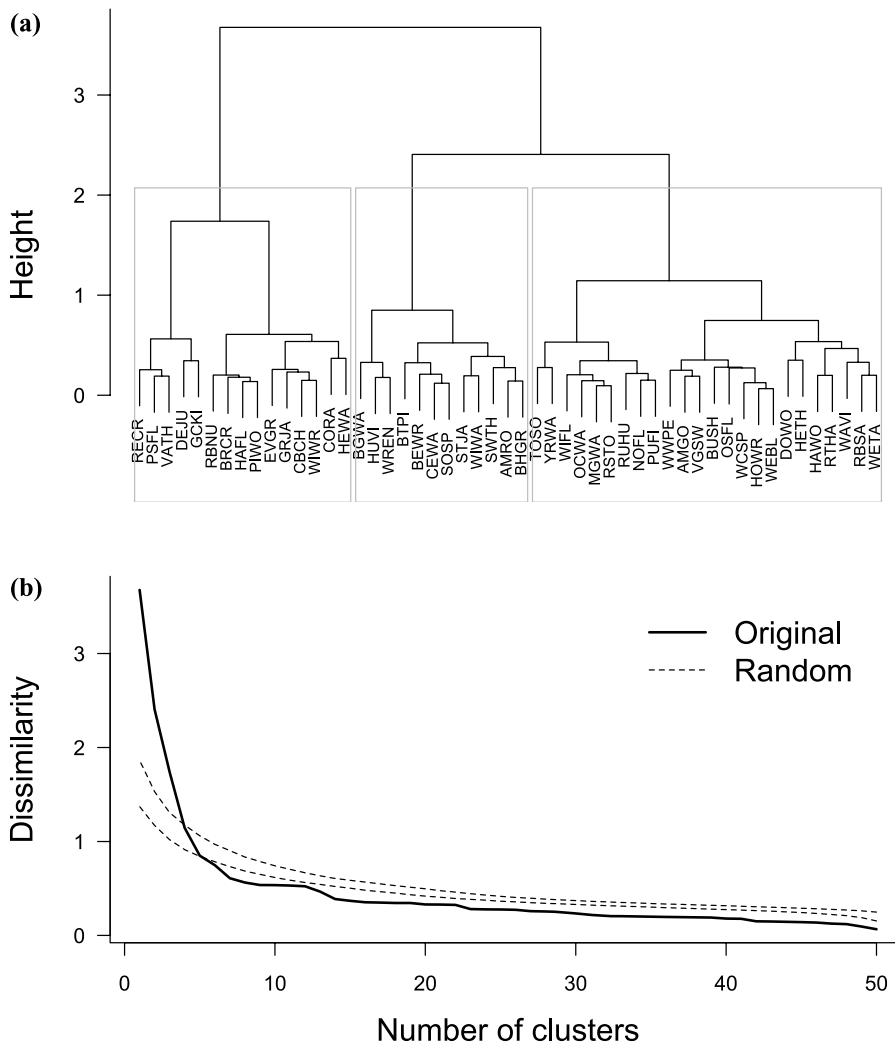 (a)
Height
3
2
1
0
RECR
PSFL
VATH
DEJU
GCKI
RBNU
BRCR
HAFL
PIWO
EVGR
GRJA
CBCH
WIWR
CORA
HEWA
BGWA
HUVI
WREN
BTPI
BEWR
CEWA
SOSP
STJA
WIWA
SWTH
AMRO
BHGR
TOSO
YRWA
WIFL
OCWA
MGWA
RSTO
RUHU
NOFL
PUFI
WWPE
AMGO
VGSW
BUSH
OSFL
WCSP
HOWR
WEBL
DOWO
HETH
HAWO
RTHA
WAVI
RBSA
WETA
(b)
Dissimilarity
3
2
1
0
Original
Random
0 10 20 30 40 50
Number of clusters